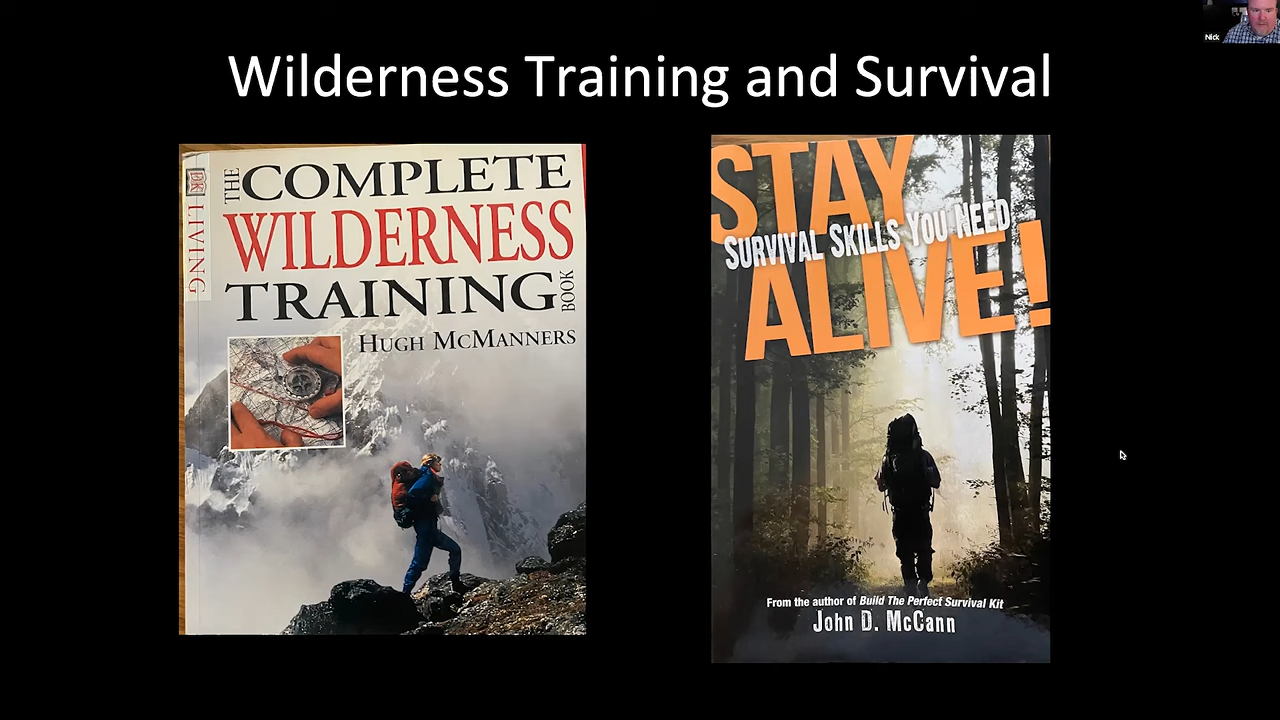 Nick
Wilderness Training and Survival
DK LIVING
THE COMPLETE
WILDERNESS
TRAINING BOOK
HUGH MCMANNERS
STAY
SURVIVAL SKILLS YOU NEED
ALIVE!
From the author of Build The Perfect Survival Kit
John D. McCann